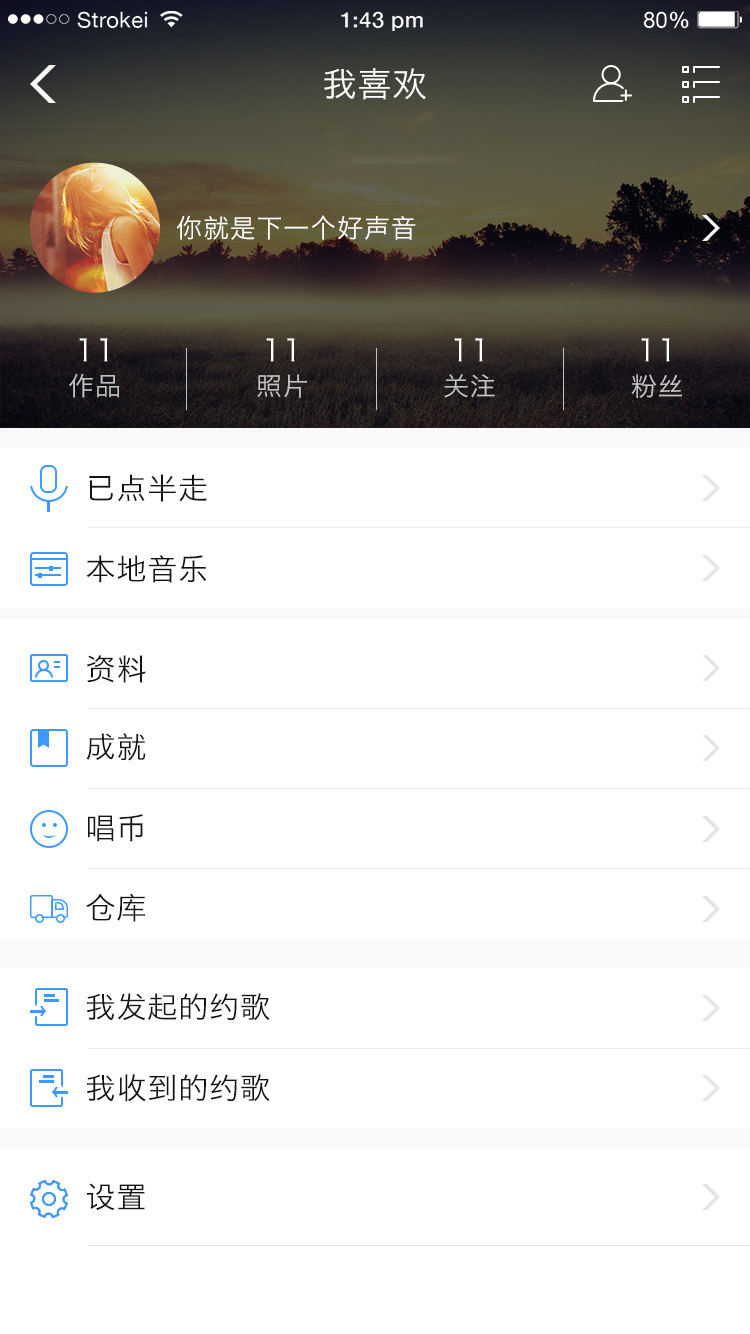 Strokei 1:43 pm 80%
我喜欢
你就是下一个好声音
11 11 11 11
作品 照片 关注 粉丝
已点半走
本地音乐
资料
成就
唱币
仓库
我发起的约歌
我收到的约歌
设置